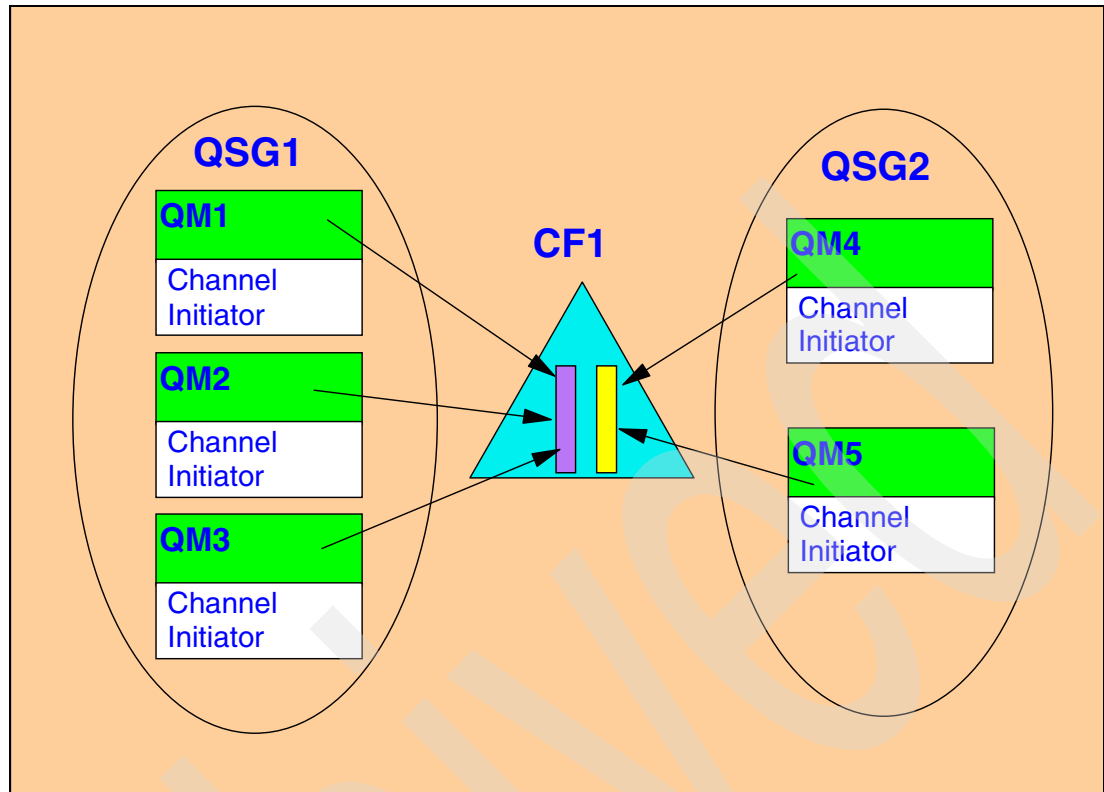 QSG1
QM1
Channel
Initiator
QM2
Channel
Initiator
QM3
Channel
Initiator
CF1
QSG2
QM4
Channel
Initiator
QM5
Channel
Initiator